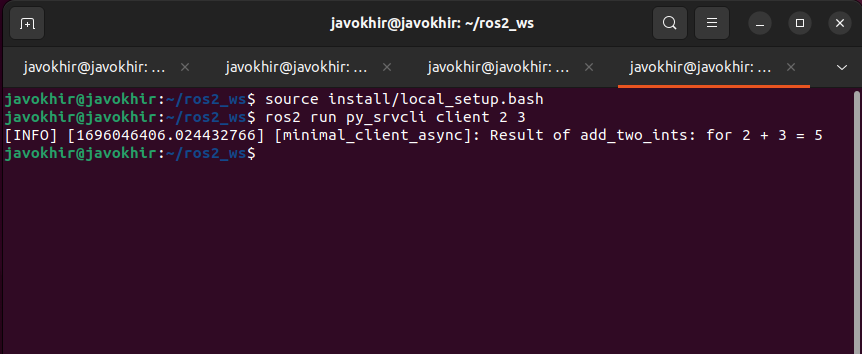 javokhir@javokhir: ~/ros2_ws
javokhir@javokhir: ... javokhir@javokhir: ... javokhir@javokhir: ... javokhir@javokhir: ...
javokhir@javokhir:~/ros2_ws$ source install/local_setup.bash
javokhir@javokhir:~/ros2_ws$ ros2 run py_srvcli client 2 3
[INFO] [1696046406.024432766] [minimal_client_async]: Result of add_two_ints: for 2 + 3 = 5
javokhir@javokhir:~/ros2_ws$